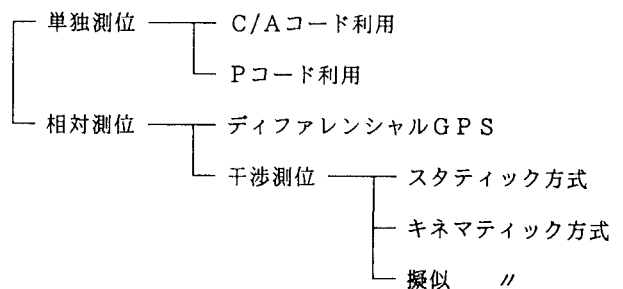 単独測位 C/Aコード利用
Pコード利用
相対測位 ディファレンシャルGPS
干渉測位 スタティック方式
キネマティック方式
擬似 〃